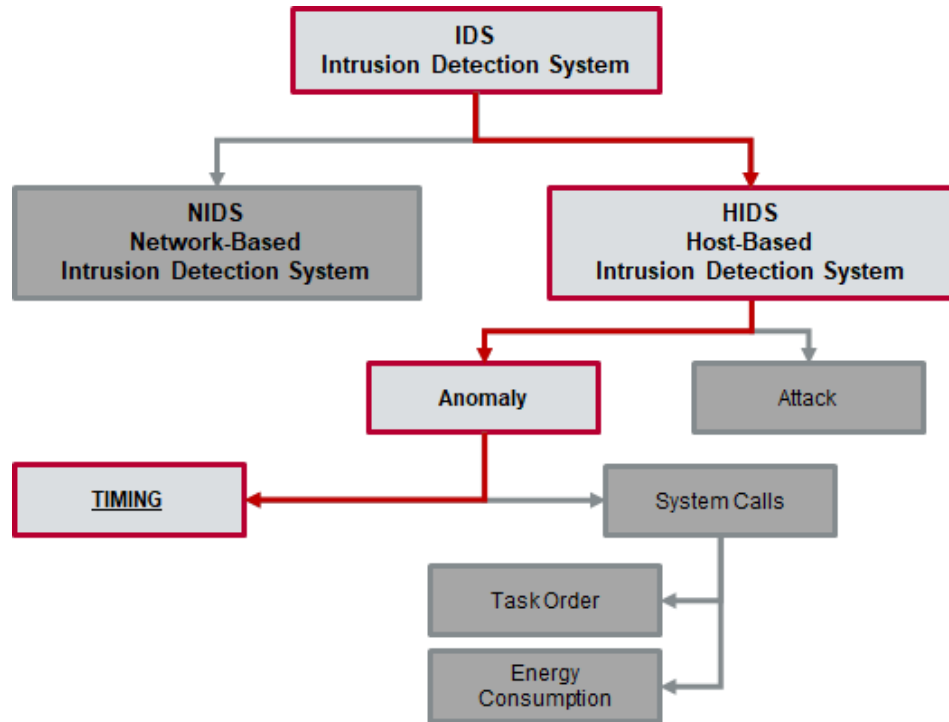 IDS
Intrusion Detection System
NIDS
Network-Based
Intrusion Detection System
HIDS
Host-Based
Intrusion Detection System
Anomaly
Attack
TIMING
System Calls
Task Order
Energy
Consumption